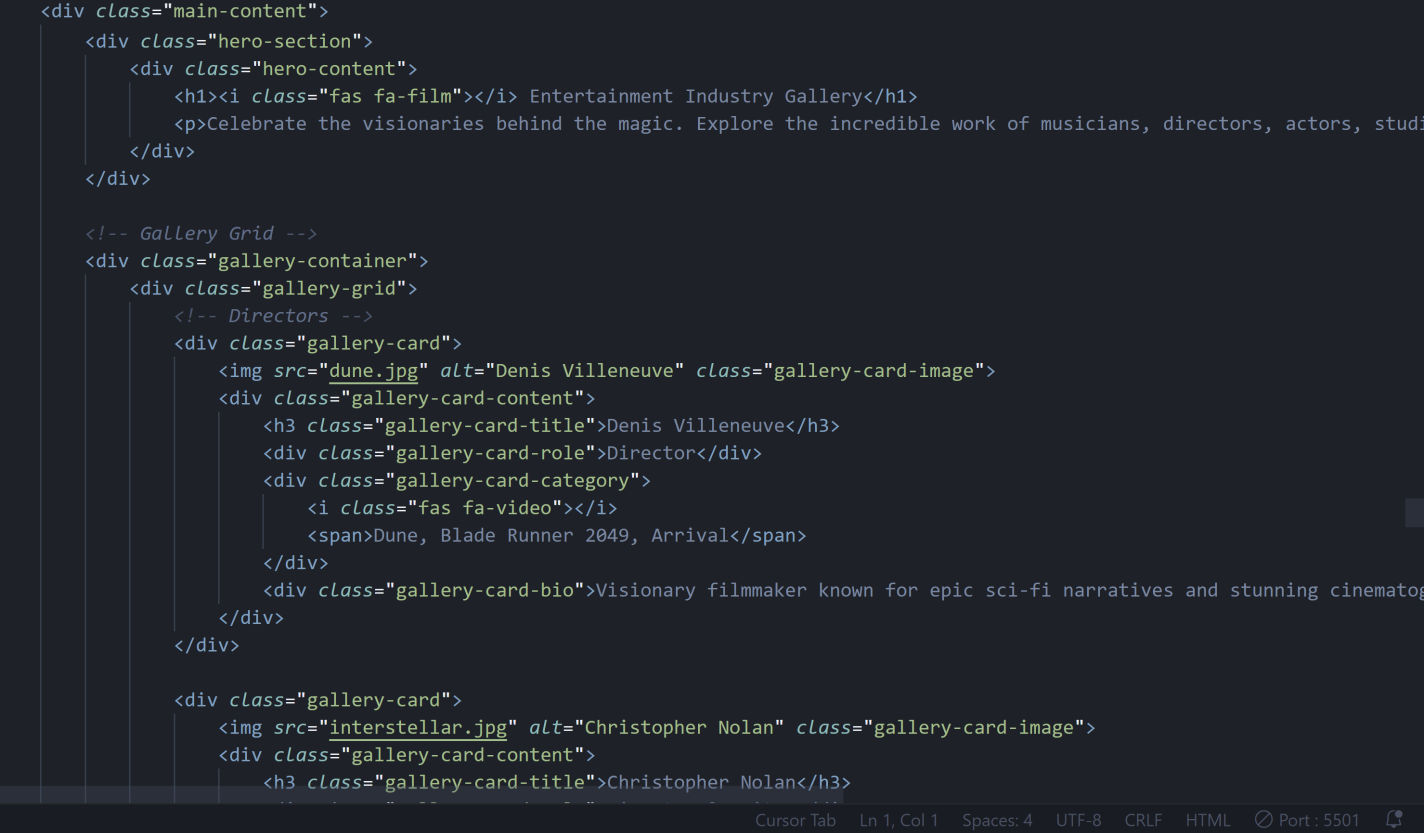 <div class="main-content">
<div class="hero-section">
<div class="hero-content">
<h1><i class="fas fa-film"></i> Entertainment Industry Gallery</h1>
<p>Celebrate the visionaries behind the magic. Explore the incredible work of musicians, directors, actors, studi
</div>
</div>
<!-- Gallery Grid -->
<div class="gallery-container">
<div class="gallery-grid">
<!-- Directors -->
<div class="gallery-card">
<img src="dune.jpg" alt="Denis Villeneuve" class="gallery-card-image">
<div class="gallery-card-content">
<h3 class="gallery-card-title">Denis Villeneuve</h3>
<div class="gallery-card-role">Director</div>
<div class="gallery-card-category">
<i class="fas fa-video"></i>
<span>Dune, Blade Runner 2049, Arrival</span>
</div>
<div class="gallery-card-bio">Visionary filmmaker known for epic sci-fi narratives and stunning cinematog
</div>
</div>
<div class="gallery-card">
<img src="interstellar.jpg" alt="Christopher Nolan" class="gallery-card-image">
<div class="gallery-card-content">
<h3 class="gallery-card-title">Christopher Nolan</h3>
Cursor Tab Ln 1, Col 1 Spaces: 4 UTF-8 CRLF HTML Port : 5501